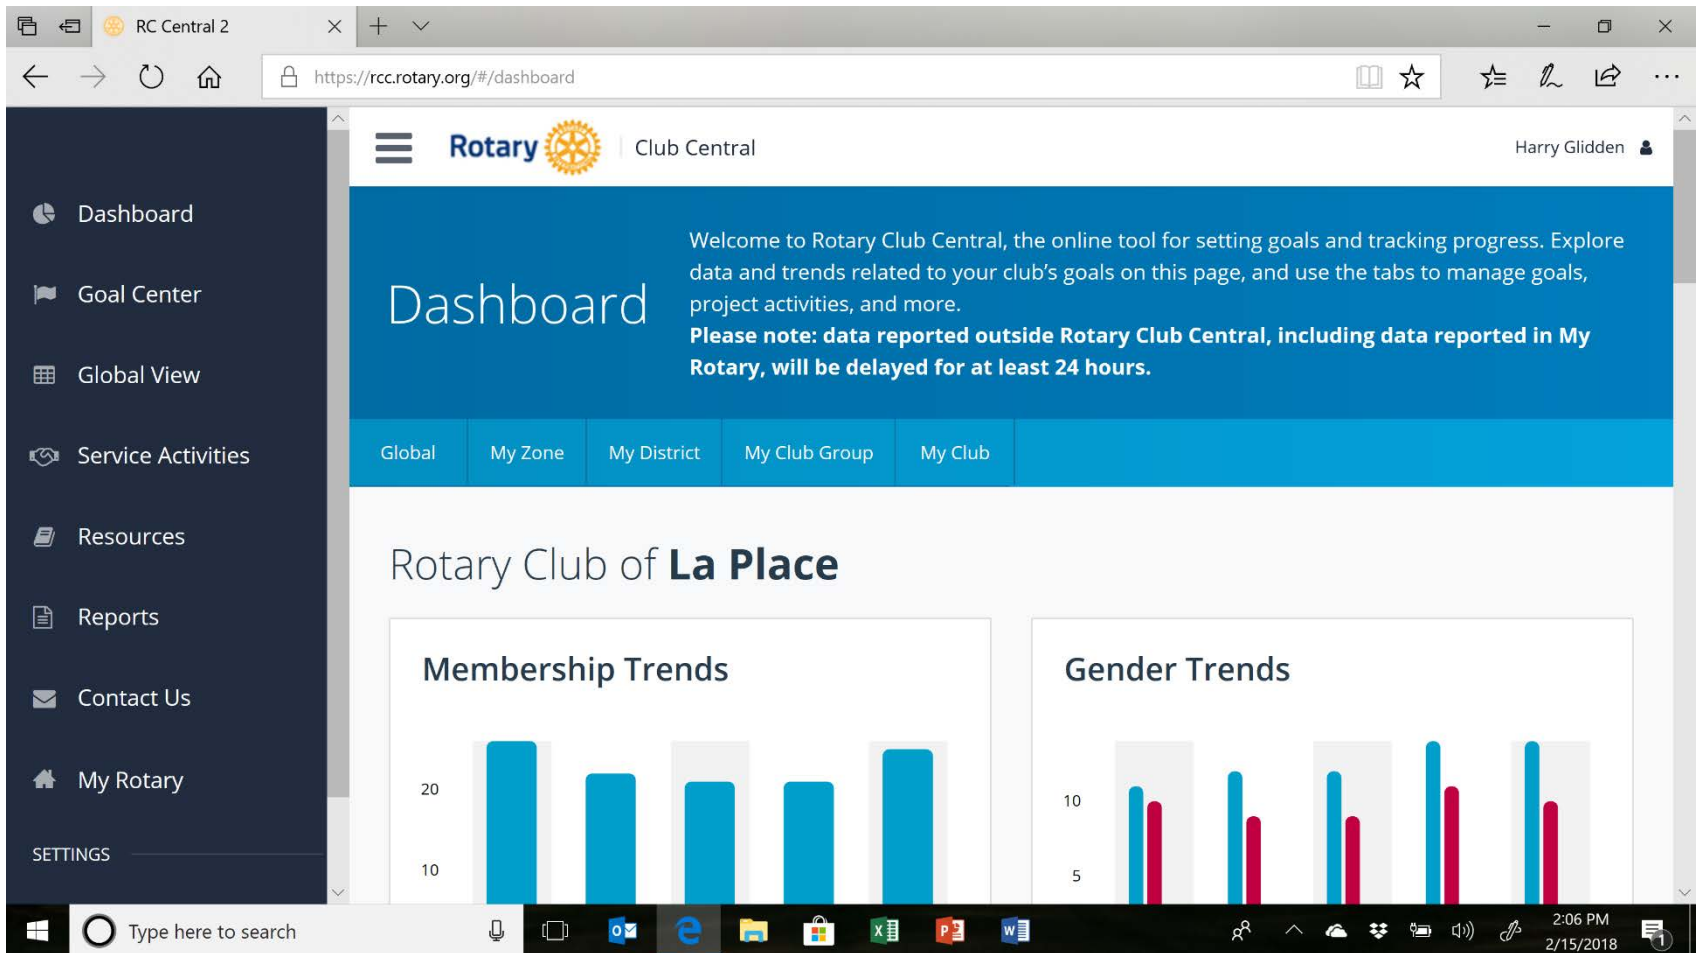 RC Central 2
https://rcc.rotary.org/#/dashboard
Rotary
Club Central
Harry Glidden
Dashboard
Goal Center
Global View
Service Activities
Resources
Reports
Contact Us
My Rotary
SETTINGS
Dashboard
Welcome to Rotary Club Central, the online tool for setting goals and tracking progress. Explore
data and trends related to your club’s goals on this page, and use the tabs to manage goals,
project activities, and more.
Please note: data reported outside Rotary Club Central, including data reported in My
Rotary, will be delayed for at least 24 hours.
Global My Zone My District My Club Group My Club
Rotary Club of La Place
Membership Trends
20
10
Gender Trends
10
5
Type here to search
2:06 PM
2/15/2018
1